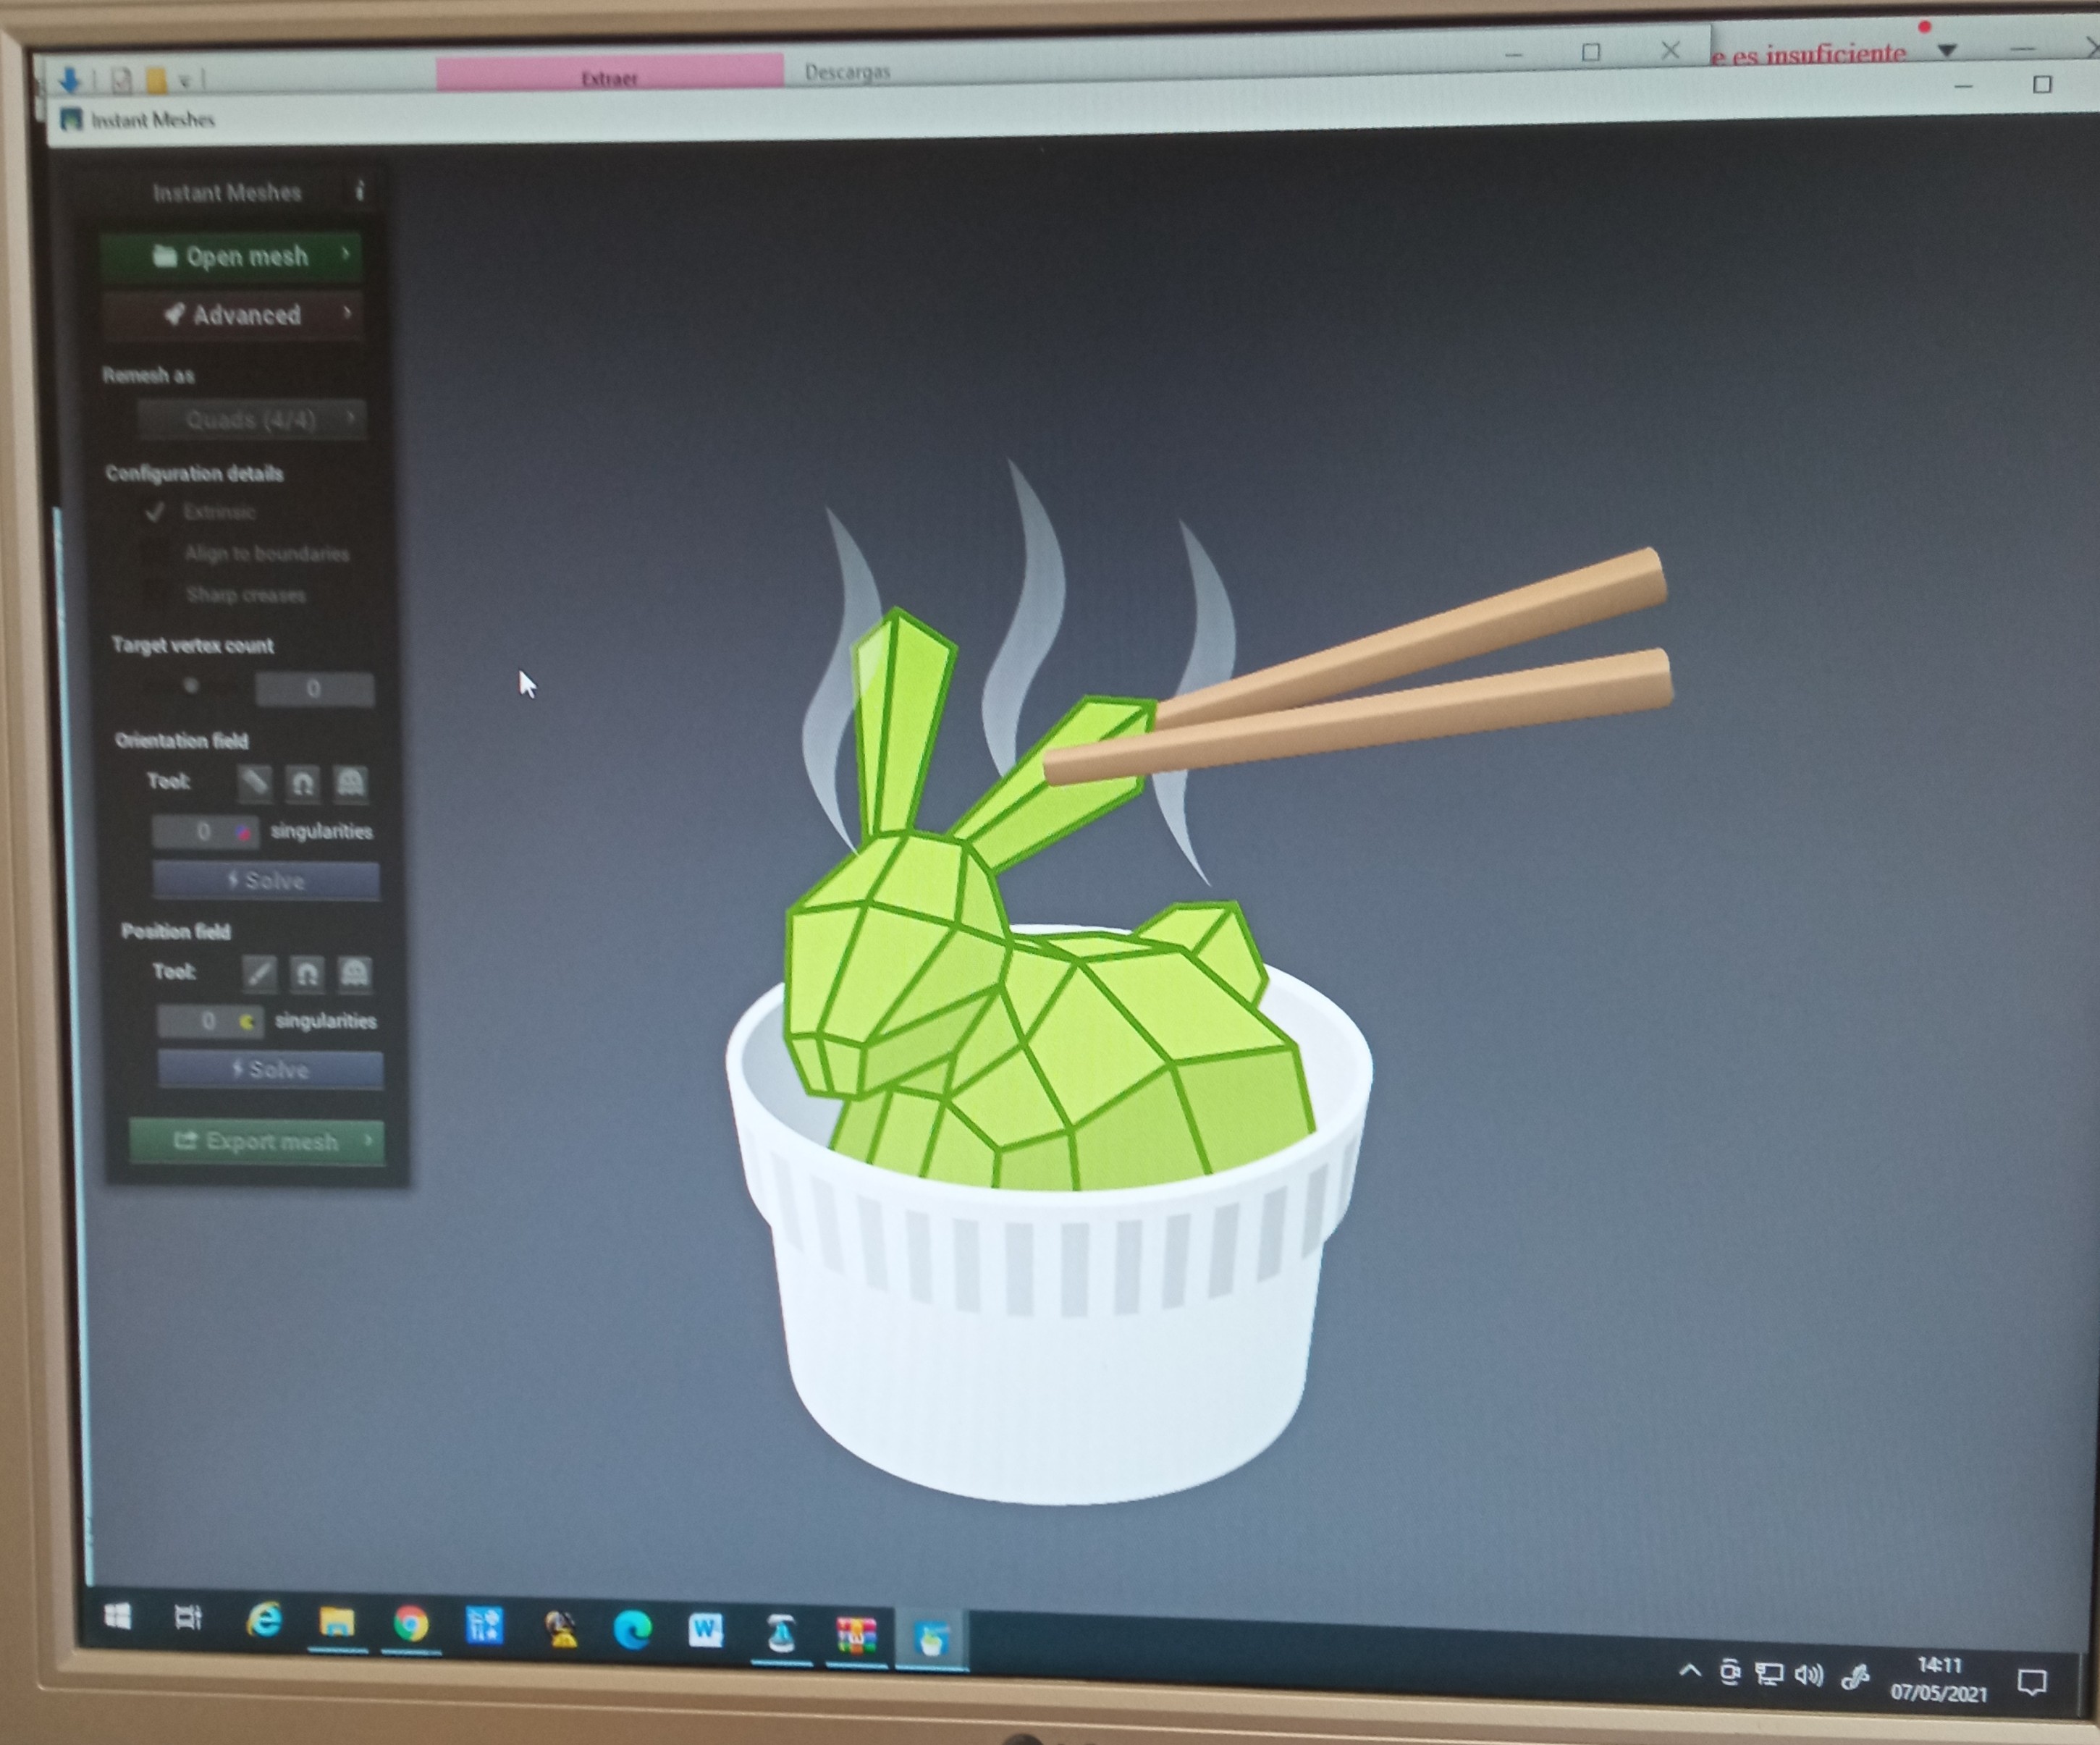 Extraer
Descargas
e es insuficiente
Instant Meshes
Instant Meshes
i
Open mesh
Advanced
Remesh as
Quads (4/4)
Configuration details
Extrinsic
Align to boundaries
Sharp creases
Target vertex count
0
Orientation field
Tool:
0 singularities
Solve
Position field
Tool:
0 singularities
Solve
Export mesh
W
14:11
07/05/2021